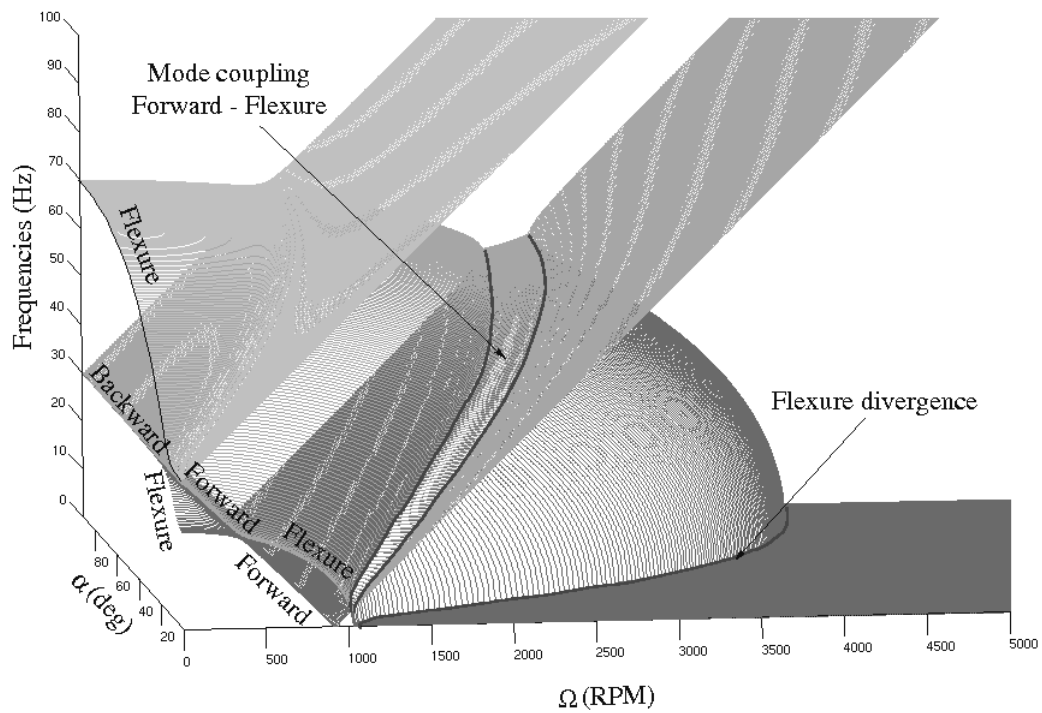 100
90
80
70
60
50
40
30
20
10
0
Frequencies (Hz)
Mode coupling
Forward - Flexure
Flexure
Backward
Flexure
Forward
Flexure
Forward
Flexure divergence
80
60
40
20
α (deg)
0
500
1000
1500
2000
2500
3000
3500
4000
4500
5000
Ω (RPM)